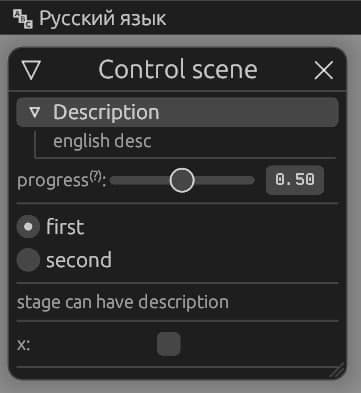 Русский язык
Control scene
Description
english desc
progress(?): 0.50
first
second
stage can have description
x: